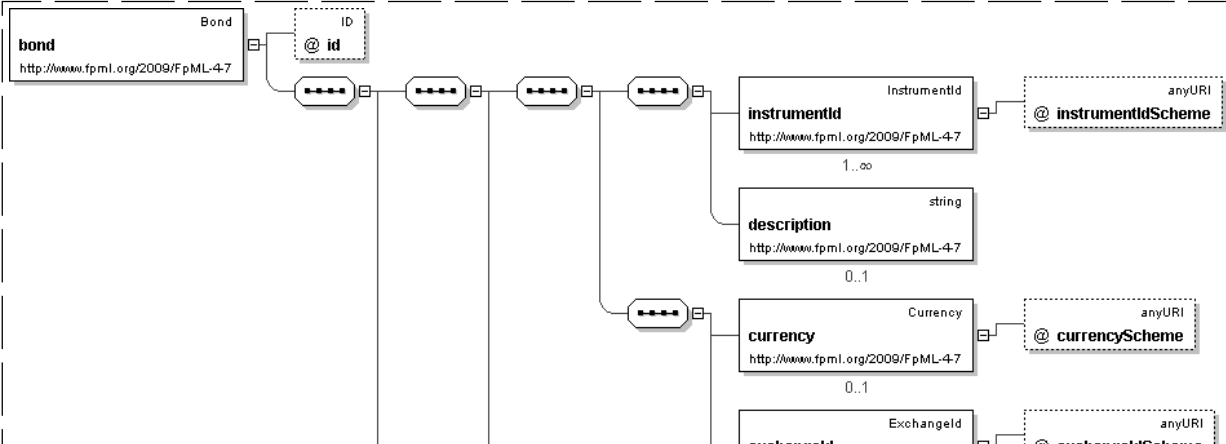 Bond
bond
http://www.fpml.org/2009/FpML-4-7
ID
@ id
InstrumentId
instrumentId
http://www.fpml.org/2009/FpML-4-7
1..∞
anyURI
@ instrumentIdScheme
string
description
http://www.fpml.org/2009/FpML-4-7
0..1
Currency
currency
http://www.fpml.org/2009/FpML-4-7
0..1
anyURI
@ currencyScheme
ExchangeId
exchangeId
anyURI
@ exchangeIdScheme